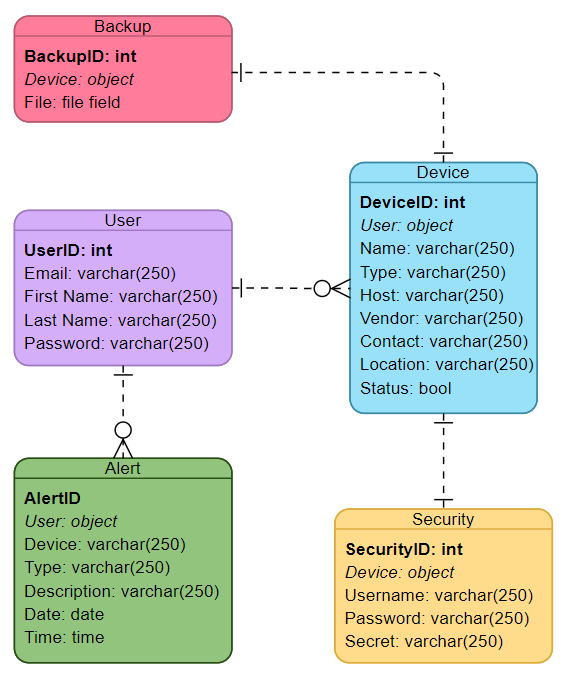 Backup
BackupID: int
Device: object
File: file field
Device
DeviceID: int
User: object
Name: varchar(250)
Type: varchar(250)
Host: varchar(250)
Vendor: varchar(250)
Contact: varchar(250)
Location: varchar(250)
Status: bool
User
UserID: int
Email: varchar(250)
First Name: varchar(250)
Last Name: varchar(250)
Password: varchar(250)
Alert
AlertID
User: object
Device: varchar(250)
Type: varchar(250)
Description: varchar(250)
Date: date
Time: time
Security
SecurityID: int
Device: object
Username: varchar(250)
Password: varchar(250)
Secret: varchar(250)